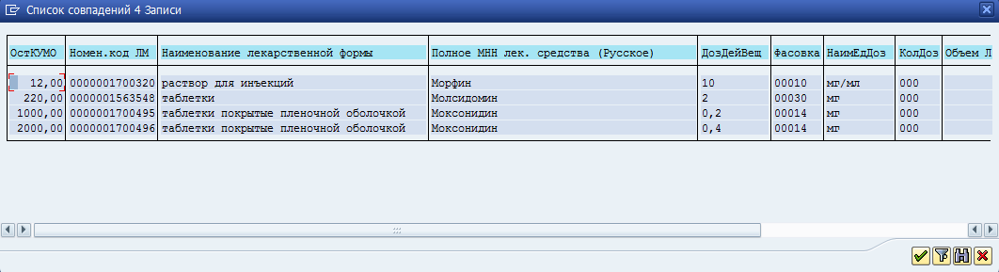 Список совпадений 4 Записи
ОстКУМО Номен.код ЛМ Наименование лекарственной формы Полное МНН лек. средства (Русское) ДозДейВещ Фасовка НаимЕдДоз КолДоз Объем Л
12,00 0000001700320 раствор для инъекций Морфин 10 00010 мг/мл 000
220,00 0000001563548 таблетки Молсидомин 2 00030 мг 000
1000,00 0000001700495 таблетки покрытые пленочной оболочкой Моксонидин 0,2 00014 мг 000
2000,00 0000001700496 таблетки покрытые пленочной оболочкой Моксонидин 0,4 00014 мг 000